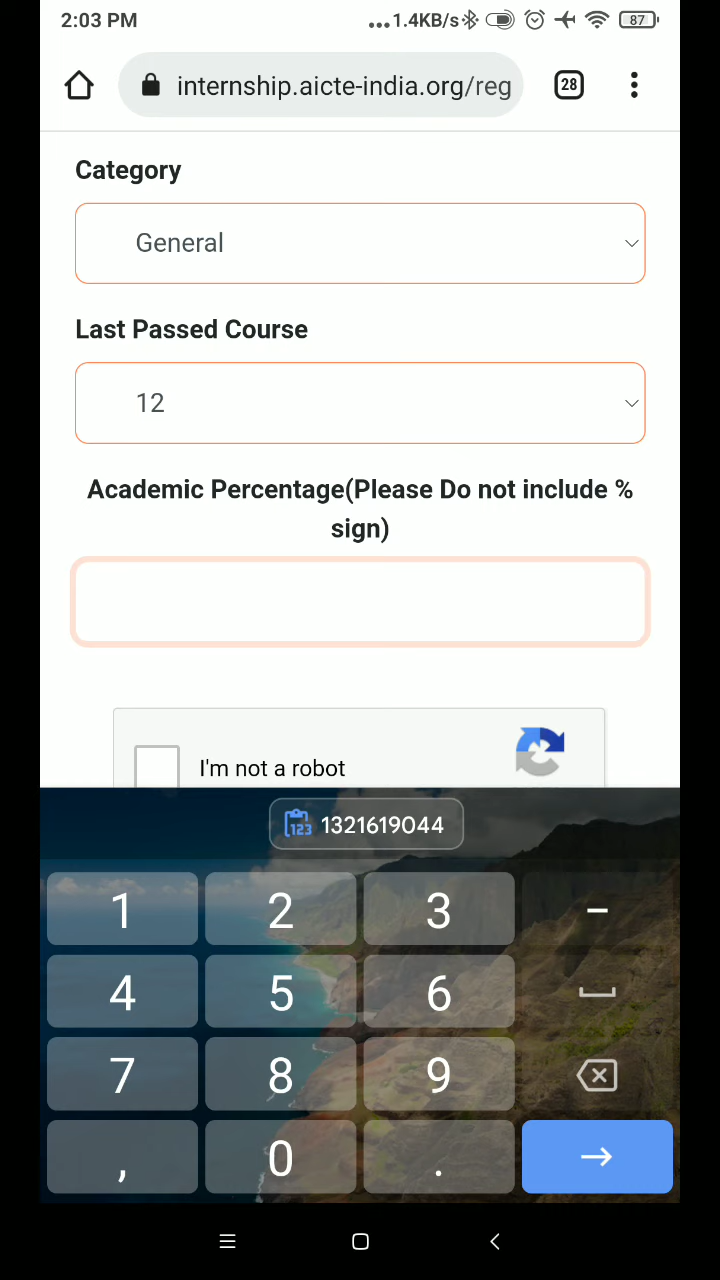 2:03 PM
...1.4KB/s
87
internship.aicte-india.org/reg
28
Category
General
Last Passed Course
12
Academic Percentage(Please Do not include %
sign)
I'm not a robot
123 1321619044
1 2 3 –
4 5 6
7 8 9
, 0 .